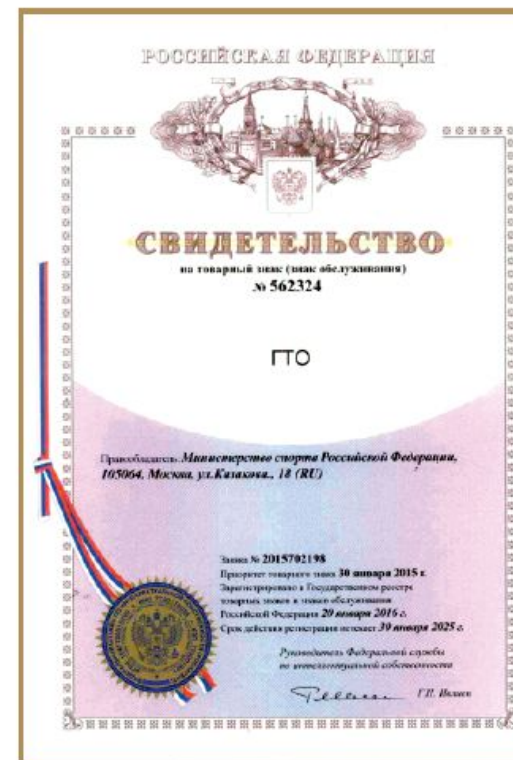 РОССИЙСКАЯ ФЕДЕРАЦИЯ
СВИДЕТЕЛЬСТВО
на товарный знак (знак обслуживания)
№ 562324
ГТО
Правообладатель: Министерство спорта Российской Федерации,
105064, Москва, ул.Казакова., 18 (RU)
Заявка № 2015702198
Приоритет товарного знака 30 января 2015 г.
Зарегистрировано в Государственном реестре
товарных знаков и знаков обслуживания
Российской Федерации 20 января 2016 г.
Срок действия регистрации истекает 30 января 2025 г.
Руководитель Федеральной службы
по интеллектуальной собственности
Г.П. Ивлиев